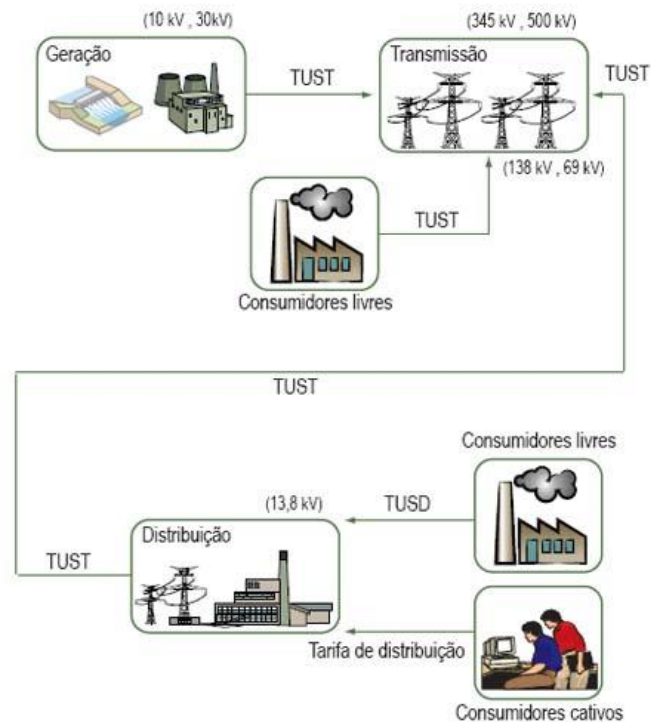 (10 kV , 30kV)
(345 kV , 500 kV)
Geração
TUST
Transmissão
TUST
(138 kV , 69 kV)
TUST
Consumidores livres
TUST
Consumidores livres
(13,8 kV)
TUSD
Distribuição
TUST
Tarifa de distribuição
Consumidores cativos